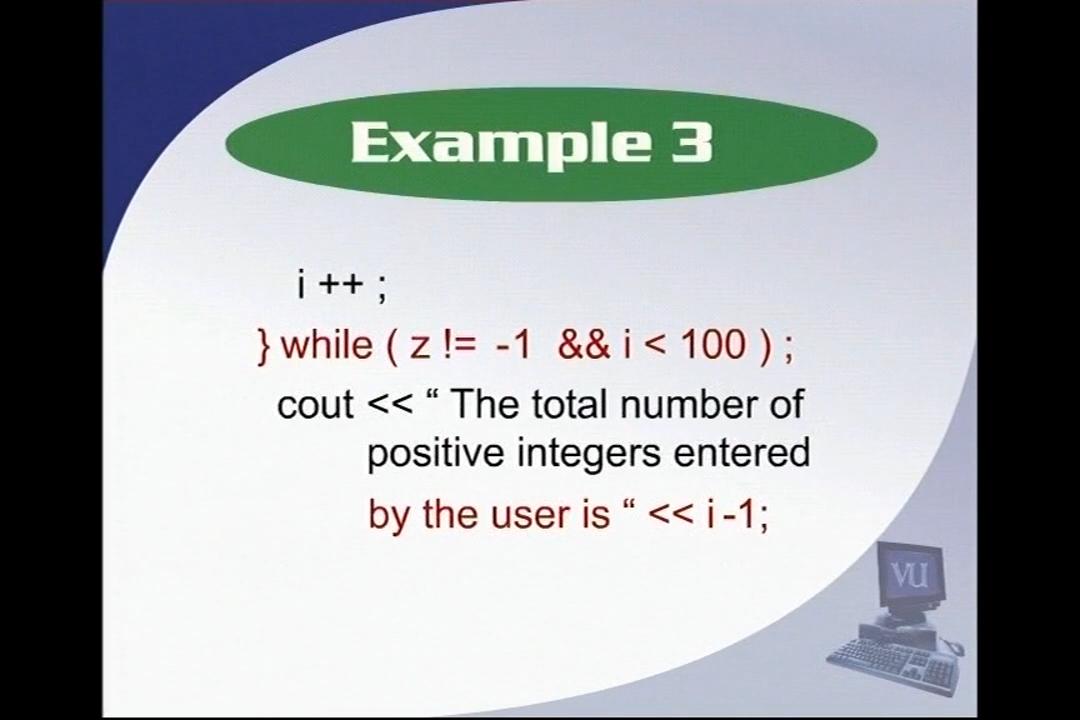 Example 3
i ++ ;
} while ( z != -1 && i < 100 ) ;
cout << “ The total number of
positive integers entered
by the user is “ << i -1;
VU